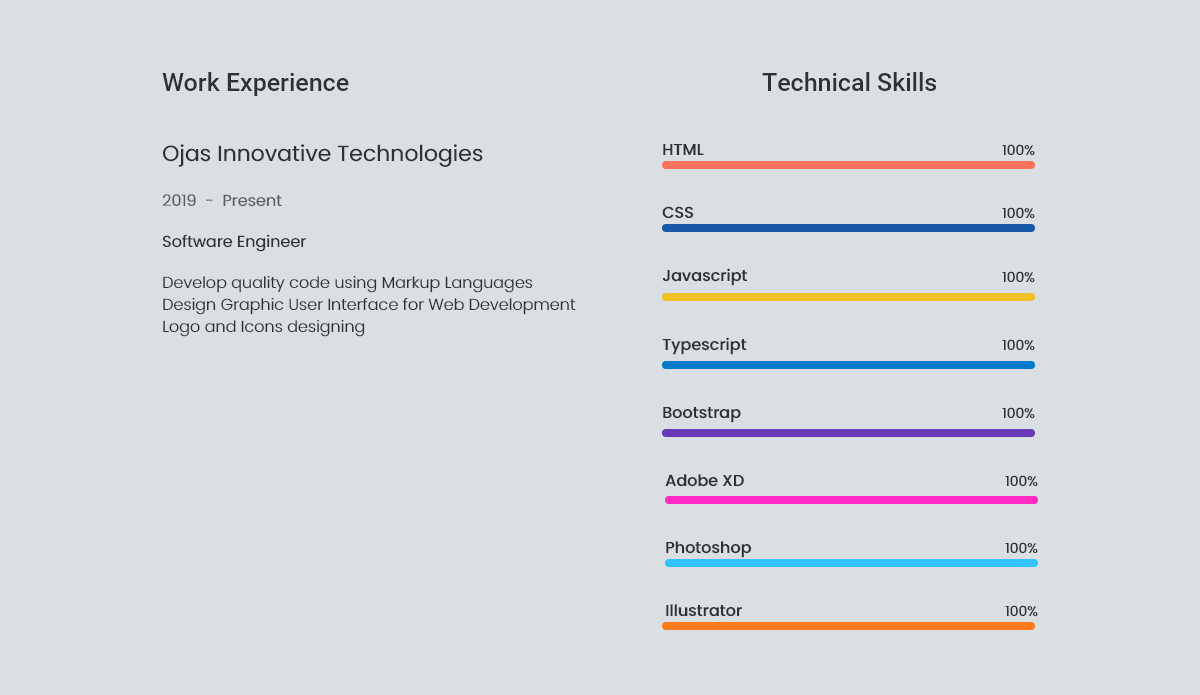 Work Experience
Ojas Innovative Technologies
2019 - Present
Software Engineer
Develop quality code using Markup Languages
Design Graphic User Interface for Web Development
Logo and Icons designing
Technical Skills
HTML 100%
CSS 100%
Javascript 100%
Typescript 100%
Bootstrap 100%
Adobe XD 100%
Photoshop 100%
Illustrator 100%